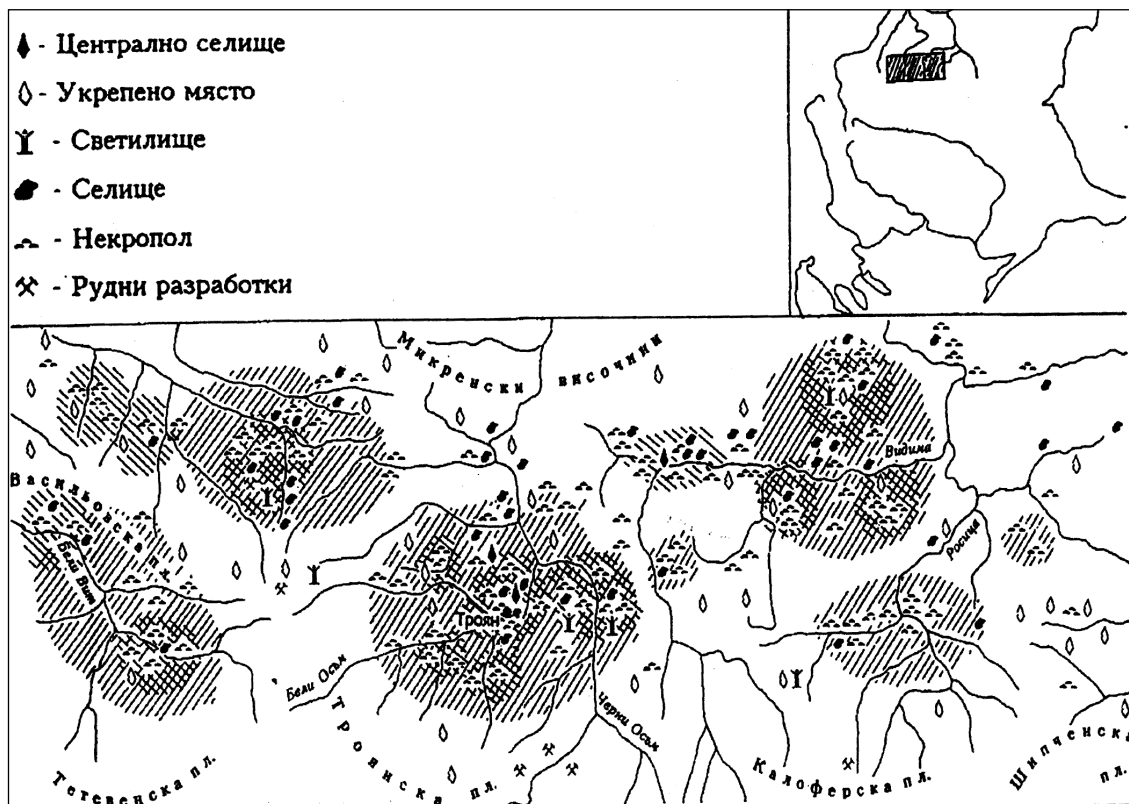 - Централно селище
- Укрепено място
- Светилище
- Селище
- Некропол
- Рудни разработки
Микренски височини
Видима
Васильовска пл.
Бели Вит
Росица
Троян
Бели Осъм
Черни Осъм
Тетевенска пл.
Троянска пл.
Калоферска пл.
Шипченска пл.